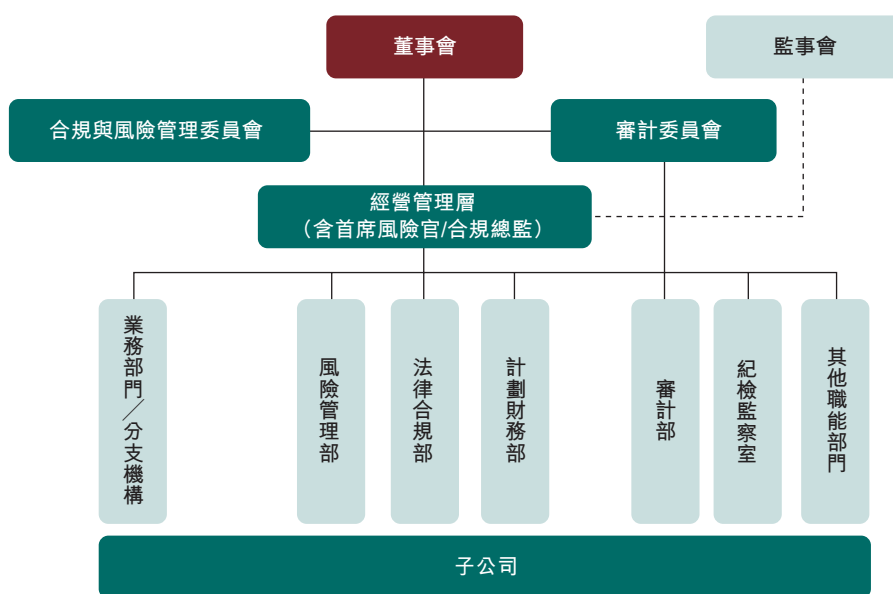 董事會
監事會
合規與風險管理委員會
審計委員會
經營管理層
（含首席風險官/合規總監）
業務部門／分支機構
風險管理部
法律合規部
計劃財務部
審計部
紀檢監察室
其他職能部門
子公司